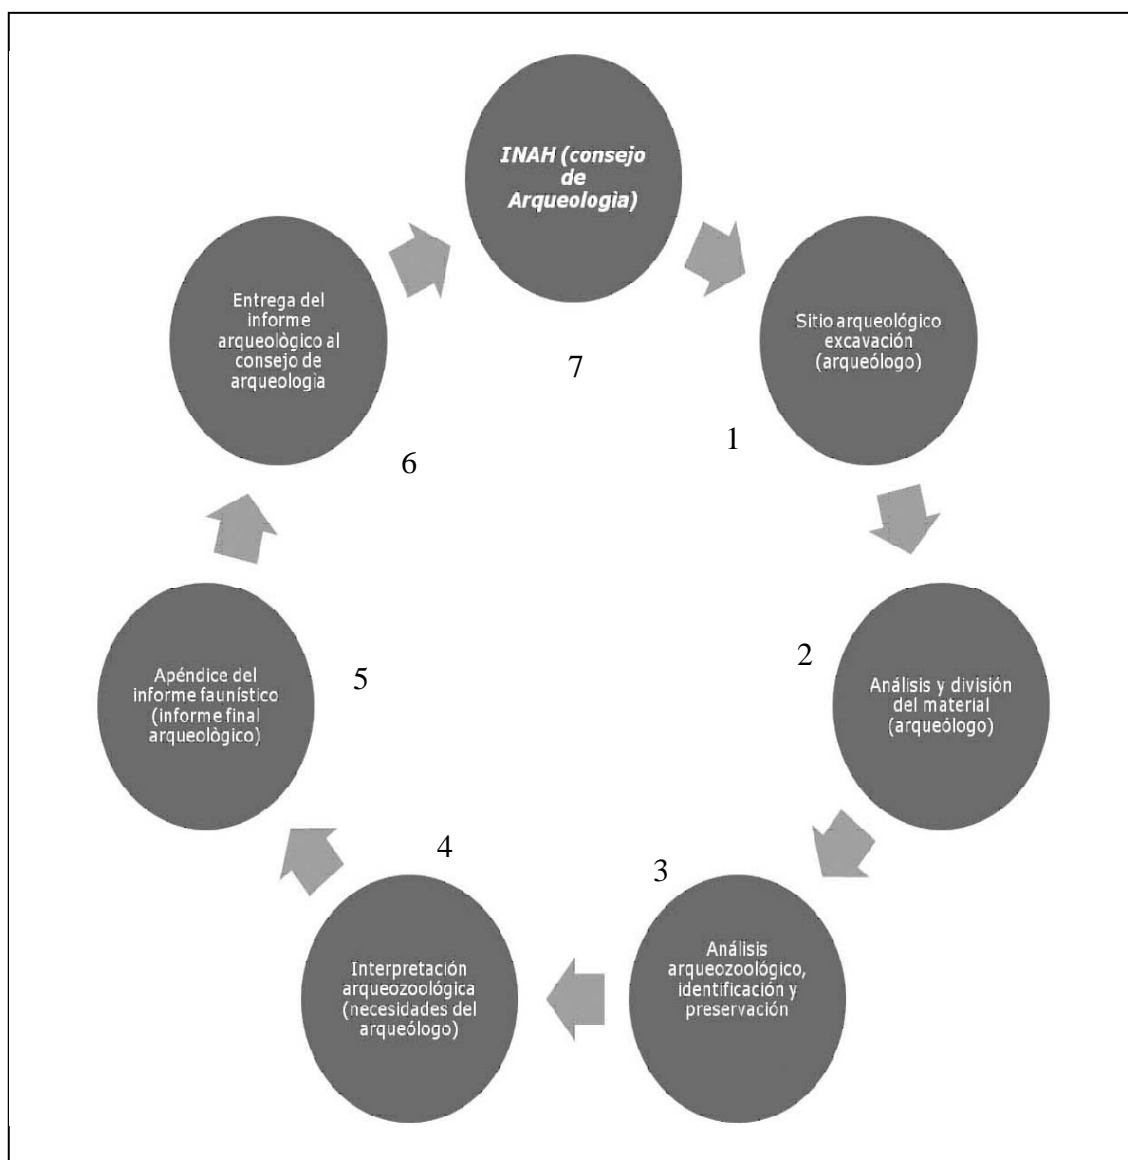 INAH (consejo
de
Arqueologìa)
7
Sitio arqueológico
excavación
(arqueólogo)
1
Análisis y división
del material
(arqueólogo)
2
Análisis
arqueozoológico,
identificación y
preservación
3
Interpretación
arqueozoológica
(necesidades del
arqueólogo)
4
Apéndice del
informe faunístico
(informe final
arqueològico)
5
Entrega del
informe
arqueològico al
consejo de
arqueologìa
6